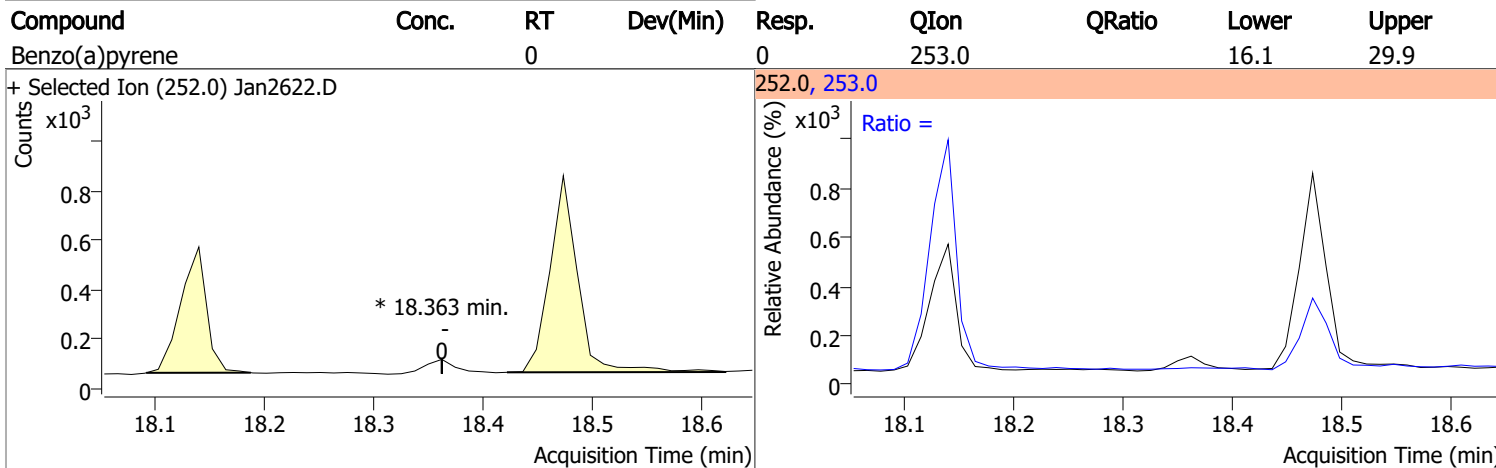 Compound Conc. RT Dev(Min) Resp. QIon QRatio Lower Upper
Benzo(a)pyrene 0 0 253.0 16.1 29.9
+ Selected Ion (252.0) Jan2622.D
Counts
x10³
0.8
0.6
0.4
0.2
0
* 18.363 min.
-
0
18.1 18.2 18.3 18.4 18.5 18.6
Acquisition Time (min)
252.0, 253.0
Relative Abundance (%)
x10³
Ratio =
0.8
0.6
0.4
0.2
0
18.1 18.2 18.3 18.4 18.5 18.6
Acquisition Time (min)